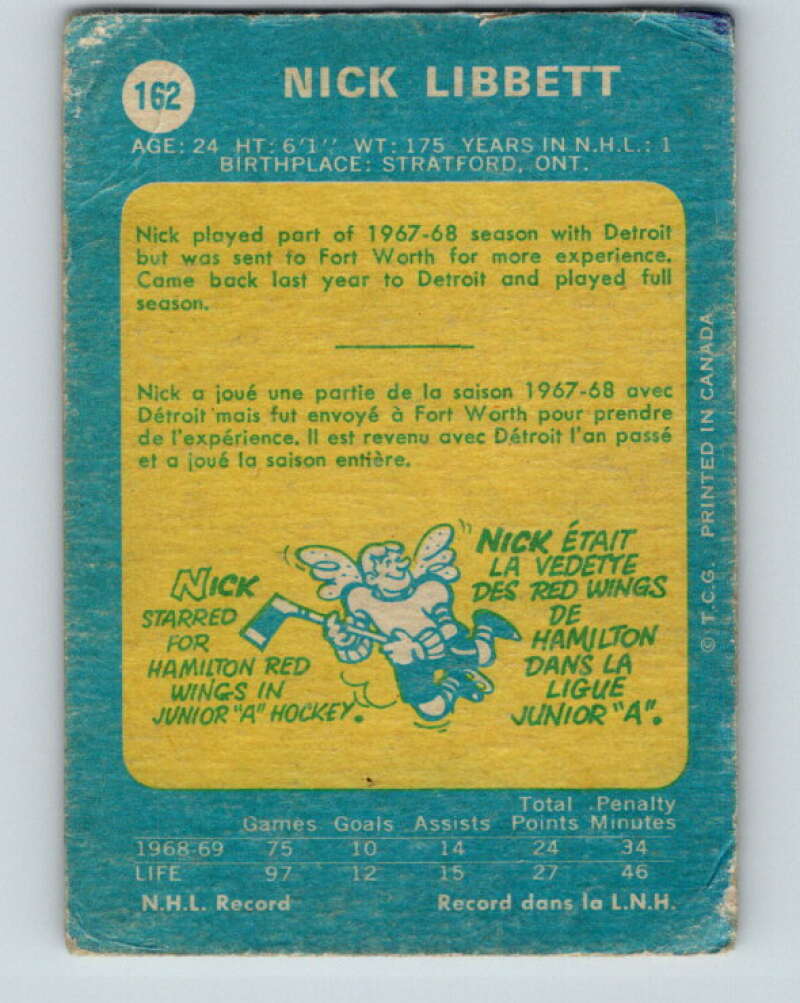 162
NICK LIBBETT
AGE: 24 HT: 6'1'' WT: 175 YEARS IN N.H.L.: 1
BIRTHPLACE: STRATFORD, ONT.
Nick played part of 1967-68 season with Detroit
but was sent to Fort Worth for more experience.
Came back last year to Detroit and played full
season.
Nick a joué une partie de la saison 1967-68 avec
Détroit mais fut envoyé à Fort Worth pour prendre
de l'expérience. Il est revenu avec Détroit l'an passé
et a joué la saison entière.
NICK
STARRED
FOR
HAMILTON RED
WINGS IN
JUNIOR "A" HOCKEY.
NICK ÉTAIT
LA VEDETTE
DES RED WINGS
DE
HAMILTON
DANS LA
LIGUE
JUNIOR "A".
© T.C.G. PRINTED IN CANADA
Total Penalty
Games Goals Assists Points Minutes
1968-69 75 10 14 24 34
LIFE 97 12 15 27 46
N.H.L. Record Record dans la L.N.H.